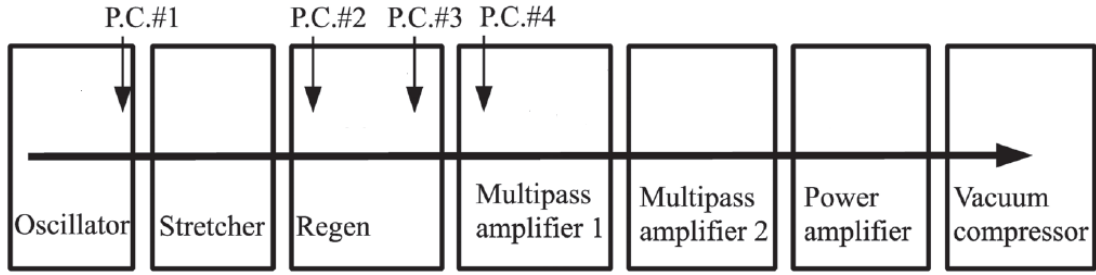 P.C.#1
P.C.#2
P.C.#3
P.C.#4
Oscillator
Stretcher
Regen
Multipass
amplifier 1
Multipass
amplifier 2
Power
amplifier
Vacuum
compressor